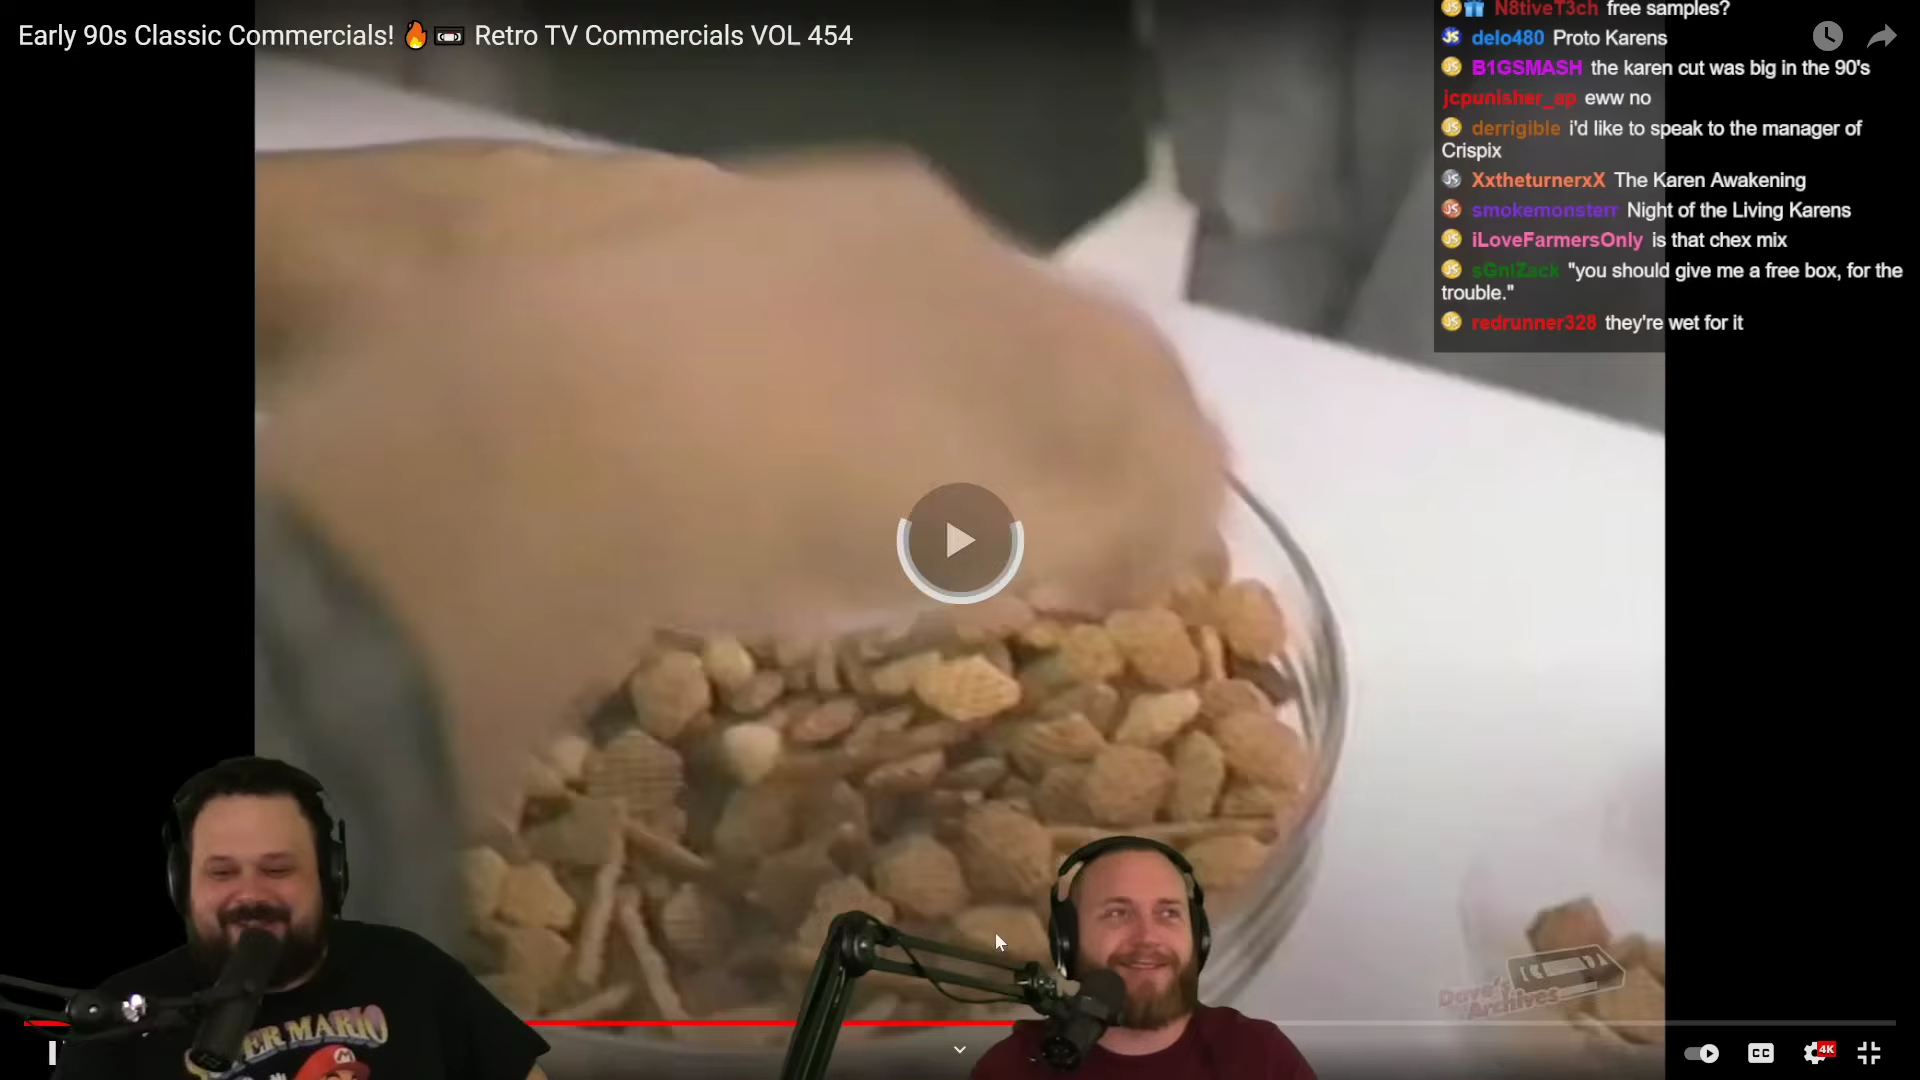 Early 90s Classic Commercials! 🔥📼 Retro TV Commercials VOL 454
N8tiveT3ch free samples?
delo480 Proto Karens
B1GSMASH the karen cut was big in the 90's
jcpunisher_ap eww no
derrigible i'd like to speak to the manager of
Crispix
XxtheturnerxX The Karen Awakening
smokemonsterr Night of the Living Karens
iLoveFarmersOnly is that chex mix
sGnlZack "you should give me a free box, for the
trouble."
redrunner328 they're wet for it
Dave's
Archives
ER MARIO
M
CC
4K